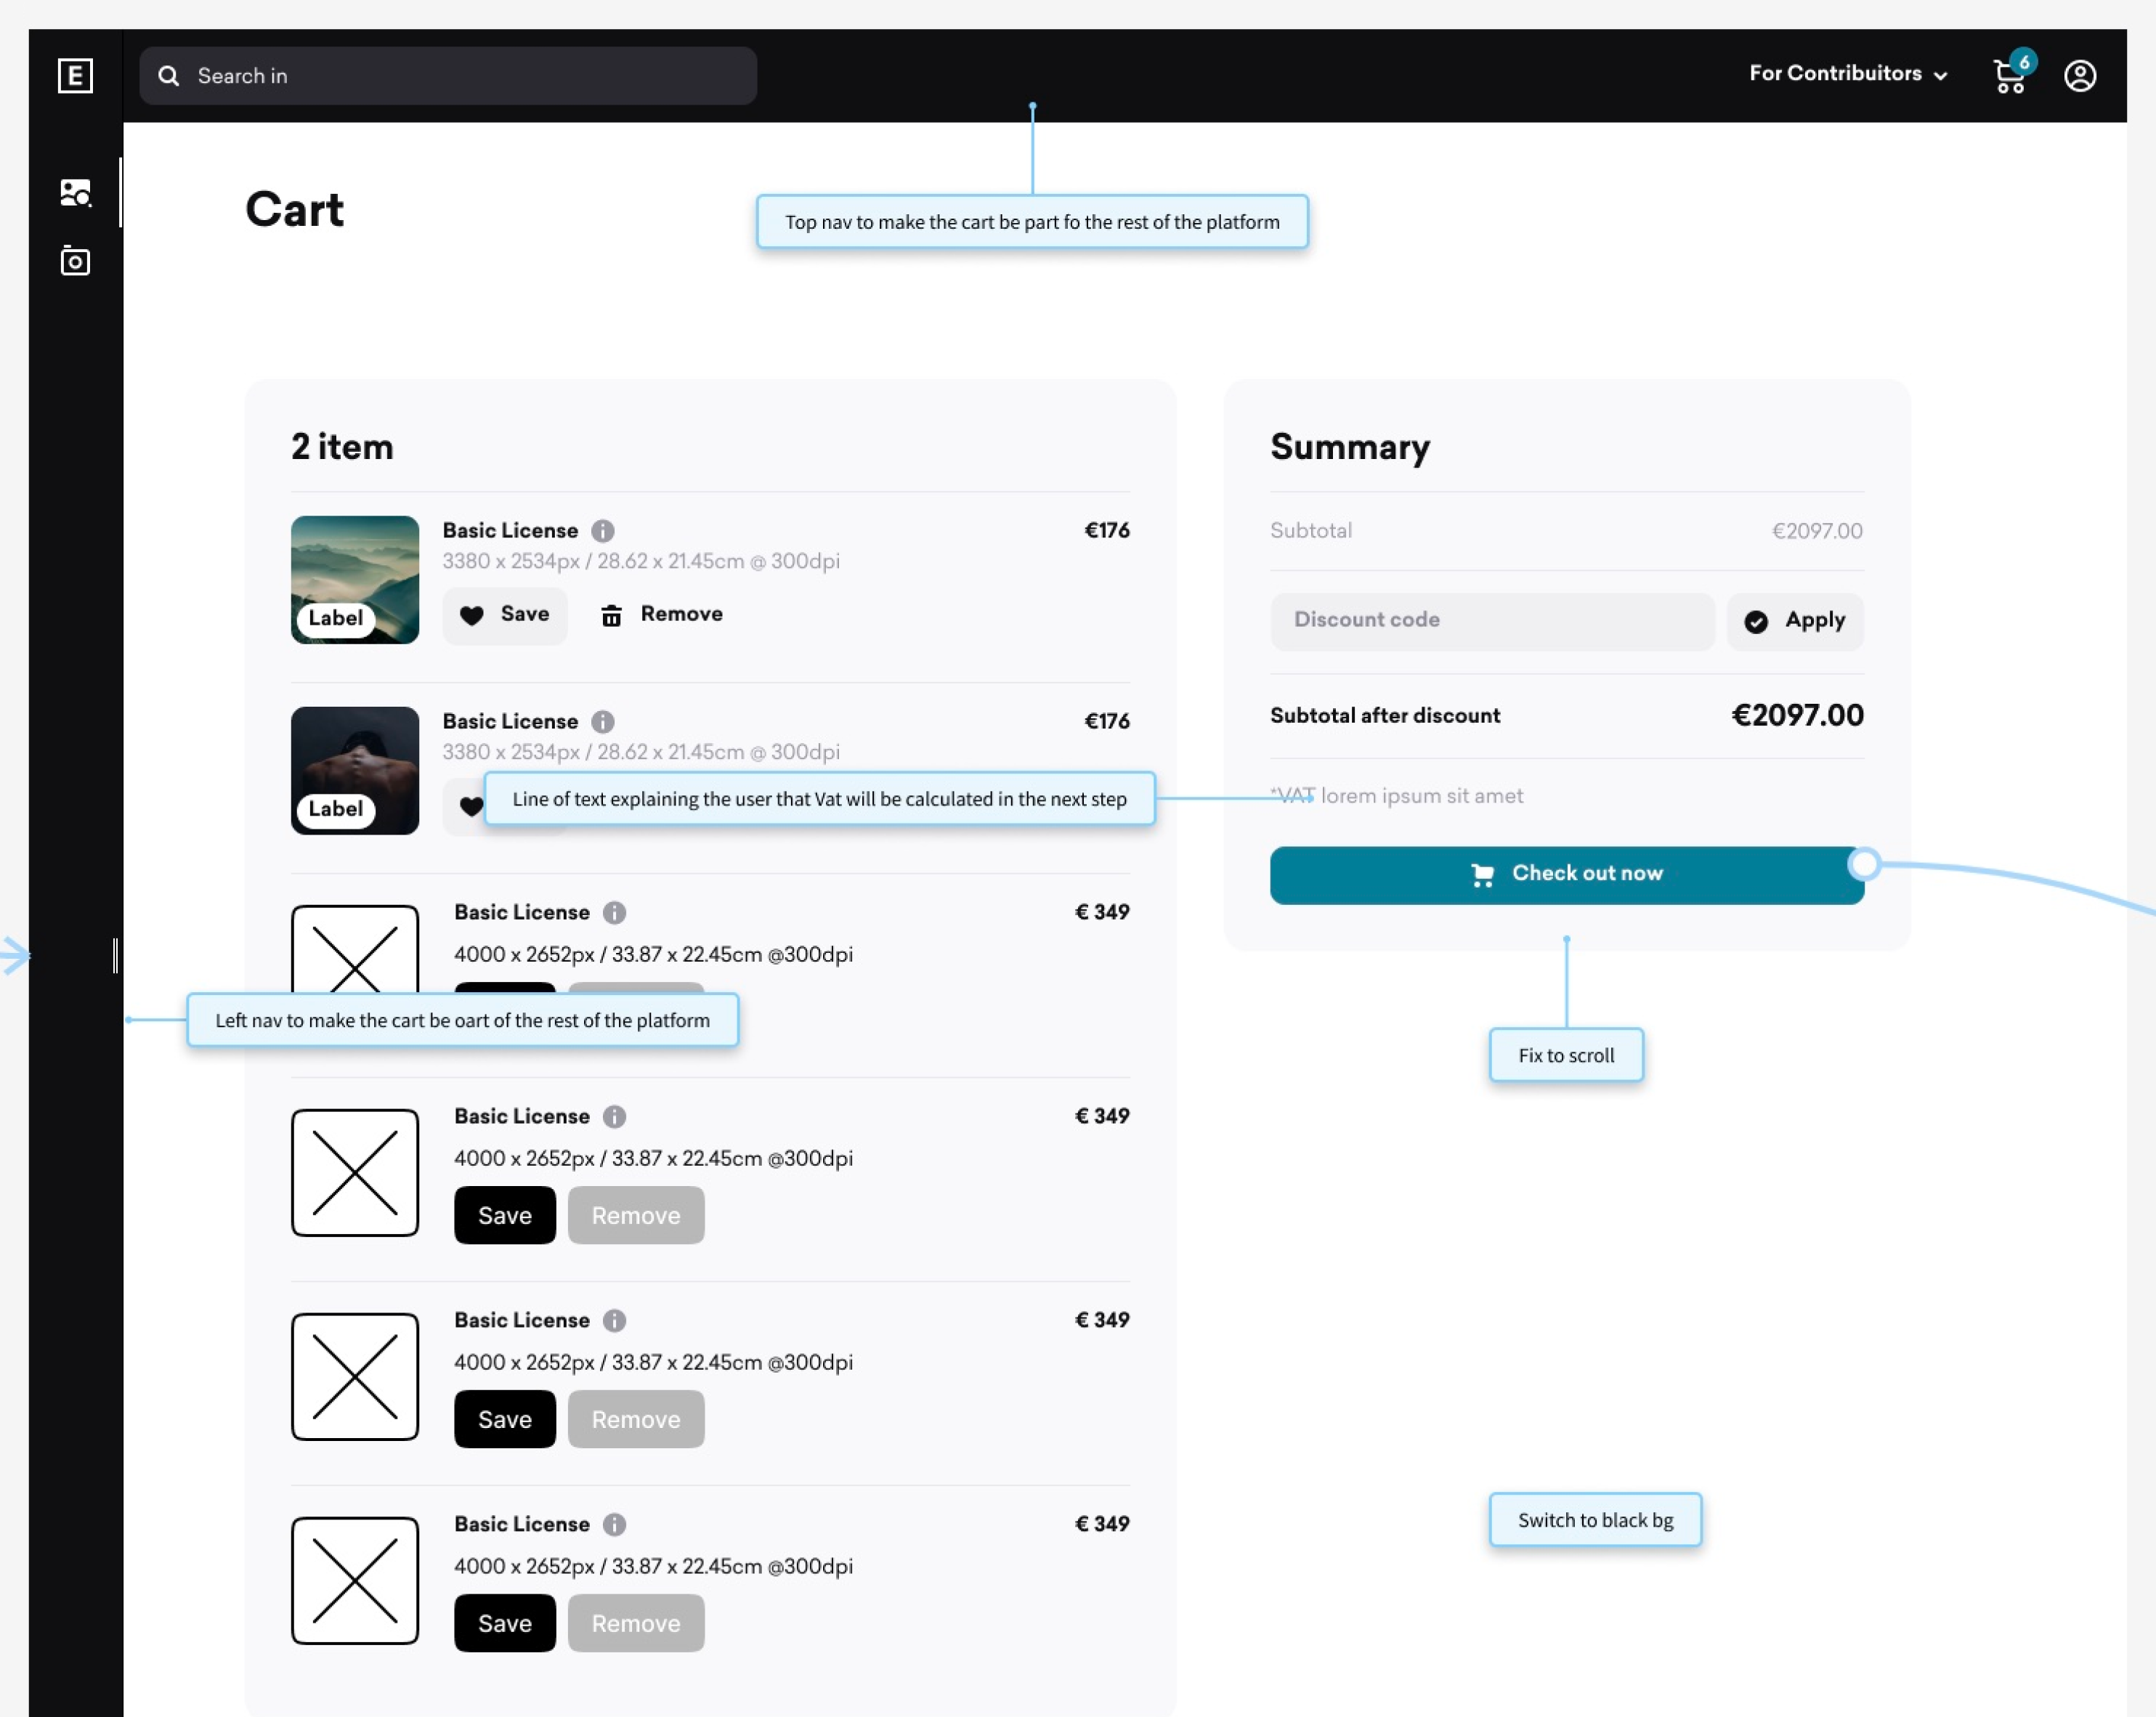 E
Search in
For Contribuitors
6
Cart
Top nav to make the cart be part fo the rest of the platform
2 item
Basic License
€176
3380 x 2534px / 28.62 x 21.45cm @ 300dpi
Label
Save
Remove
Basic License
€176
3380 x 2534px / 28.62 x 21.45cm @ 300dpi
Label
Line of text explaining the user that Vat will be calculated in the next step
Basic License
€ 349
4000 x 2652px / 33.87 x 22.45cm @300dpi
Left nav to make the cart be oart of the rest of the platform
Basic License
€ 349
4000 x 2652px / 33.87 x 22.45cm @300dpi
Save
Remove
Basic License
€ 349
4000 x 2652px / 33.87 x 22.45cm @300dpi
Save
Remove
Basic License
€ 349
4000 x 2652px / 33.87 x 22.45cm @300dpi
Save
Remove
Summary
Subtotal
€2097.00
Discount code
Apply
Subtotal after discount
€2097.00
*VAT lorem ipsum sit amet
Check out now
Fix to scroll
Switch to black bg